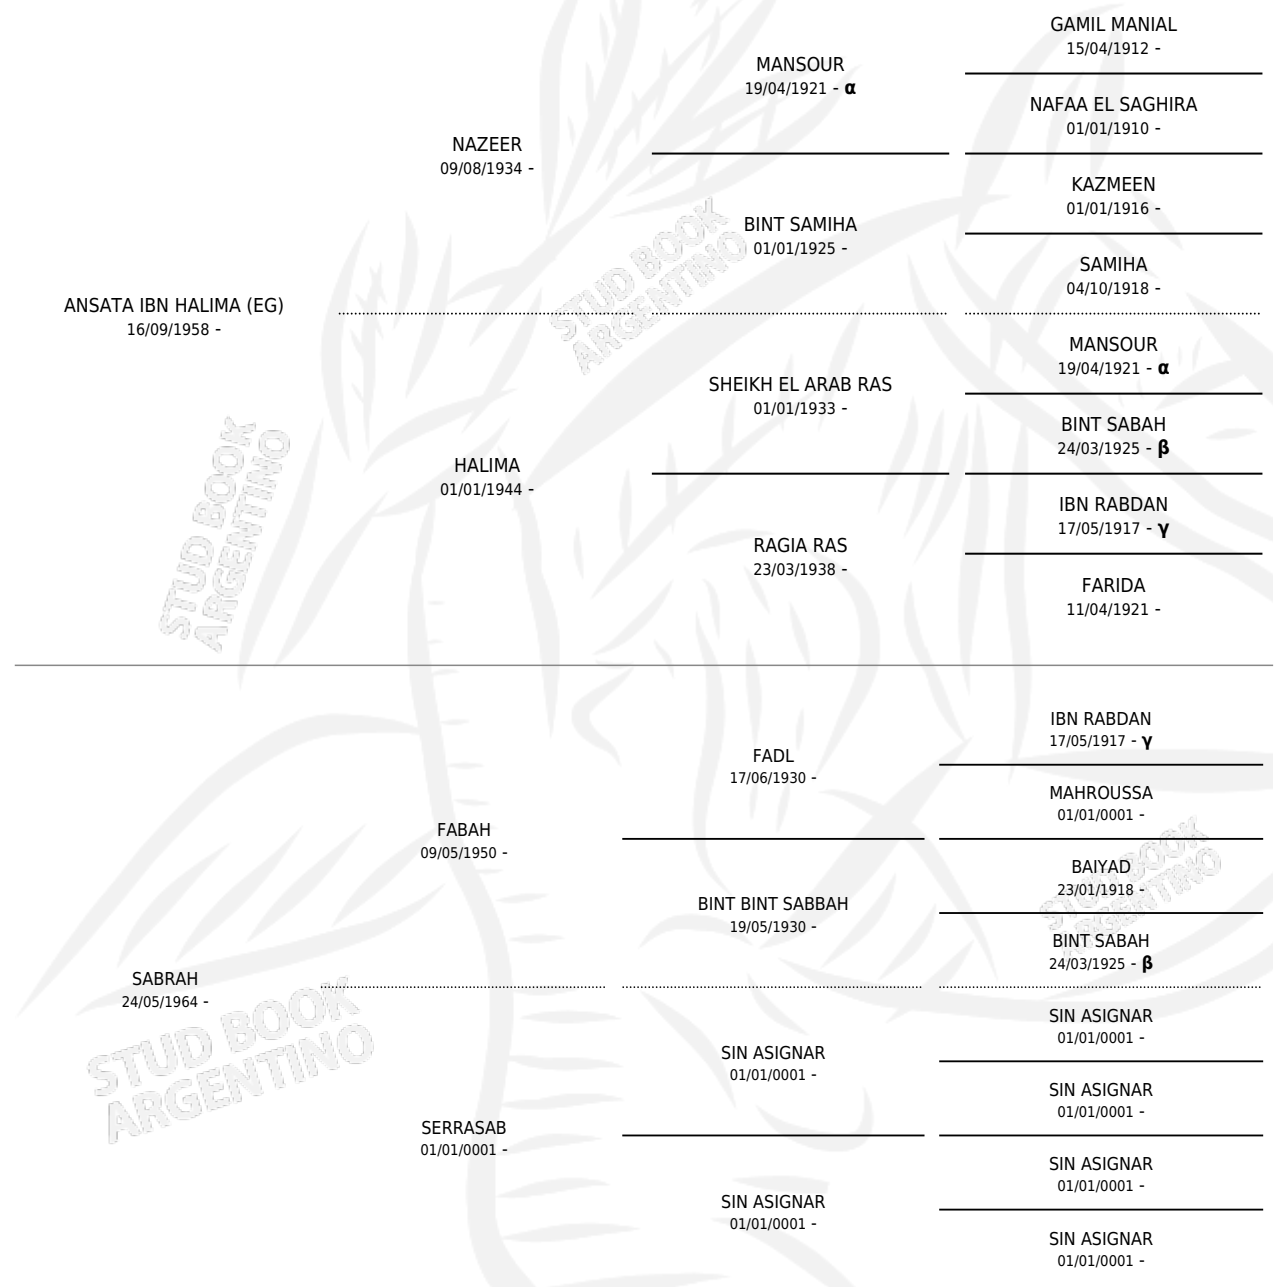 GAMIL MANIAL
15/04/1912 -
MANSOUR
19/04/1921 - α
NAFAA EL SAGHIRA
01/01/1910 -
NAZEER
09/08/1934 -
KAZMEEN
01/01/1916 -
BINT SAMIHA
01/01/1925 -
SAMIHA
04/10/1918 -
ANSATA IBN HALIMA (EG)
16/09/1958 -
MANSOUR
19/04/1921 - α
SHEIKH EL ARAB RAS
01/01/1933 -
BINT SABAH
24/03/1925 - β
HALIMA
01/01/1944 -
IBN RABDAN
17/05/1917 - γ
RAGIA RAS
23/03/1938 -
FARIDA
11/04/1921 -
IBN RABDAN
17/05/1917 - γ
FADL
17/06/1930 -
MAHROUSSA
01/01/0001 -
FABAH
09/05/1950 -
BAIYAD
23/01/1918 -
BINT BINT SABBAH
19/05/1930 -
BINT SABAH
24/03/1925 - β
SABRAH
24/05/1964 -
SIN ASIGNAR
01/01/0001 -
SIN ASIGNAR
01/01/0001 -
SIN ASIGNAR
01/01/0001 -
SERRASAB
01/01/0001 -
SIN ASIGNAR
01/01/0001 -
SIN ASIGNAR
01/01/0001 -
SIN ASIGNAR
01/01/0001 -
STUD BOOK
ARGENTINO
STUD BOOK
ARGENTINO
STUD BOOK
ARGENTINO
STUD BOOK
ARGENTINO